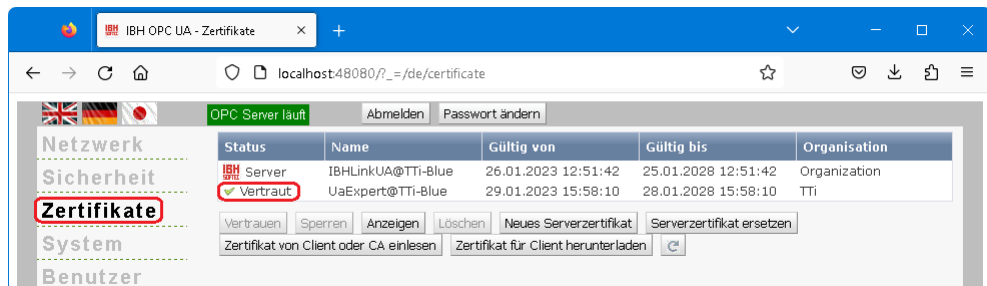 IBH SOFTEC IBH OPC UA - Zertifikate
localhost:48080/?_=/de/certificate
OPC Server läuft Abmelden Passwort ändern
Netzwerk
Sicherheit
Zertifikate
System
Benutzer
Status Name Gültig von Gültig bis Organisation
IBH SOFTEC Server IBHLinkUA@TTi-Blue 26.01.2023 12:51:42 25.01.2028 12:51:42 Organization
Vertraut UaExpert@TTi-Blue 29.01.2023 15:58:10 28.01.2028 15:58:10 TTi
Vertrauen Sperren Anzeigen Löschen Neues Serverzertifikat Serverzertifikat ersetzen
Zertifikat von Client oder CA einlesen Zertifikat für Client herunterladen